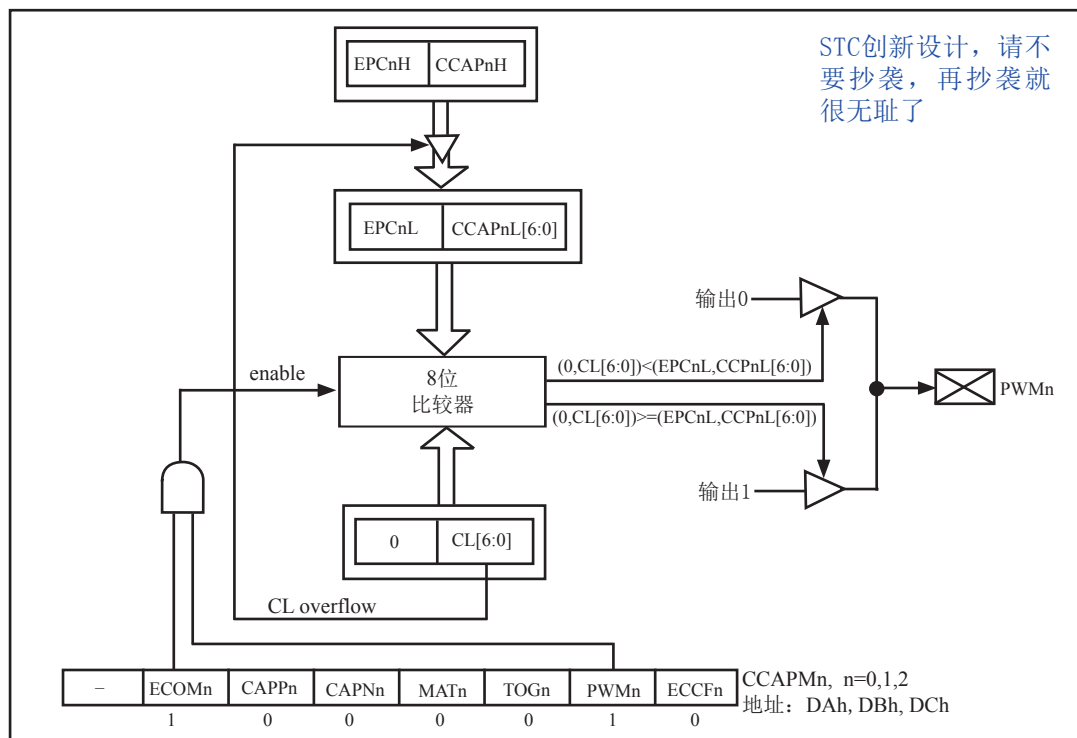 STC创新设计，请不
要抄袭，再抄袭就
很无耻了
EPCnH CCAPnH
EPCnL CCAPnL[6:0]
输出0
enable
8位
比较器
(0,CL[6:0])<(EPCnL,CCPnL[6:0])
(0,CL[6:0])>=(EPCnL,CCPnL[6:0])
PWMn
输出1
0 CL[6:0]
CL overflow
– ECOMn CAPPn CAPNn MATn TOGn PWMn ECCFn
CCAPMn, n=0,1,2
地址：DAh, DBh, DCh
1 0 0 0 0 1 0